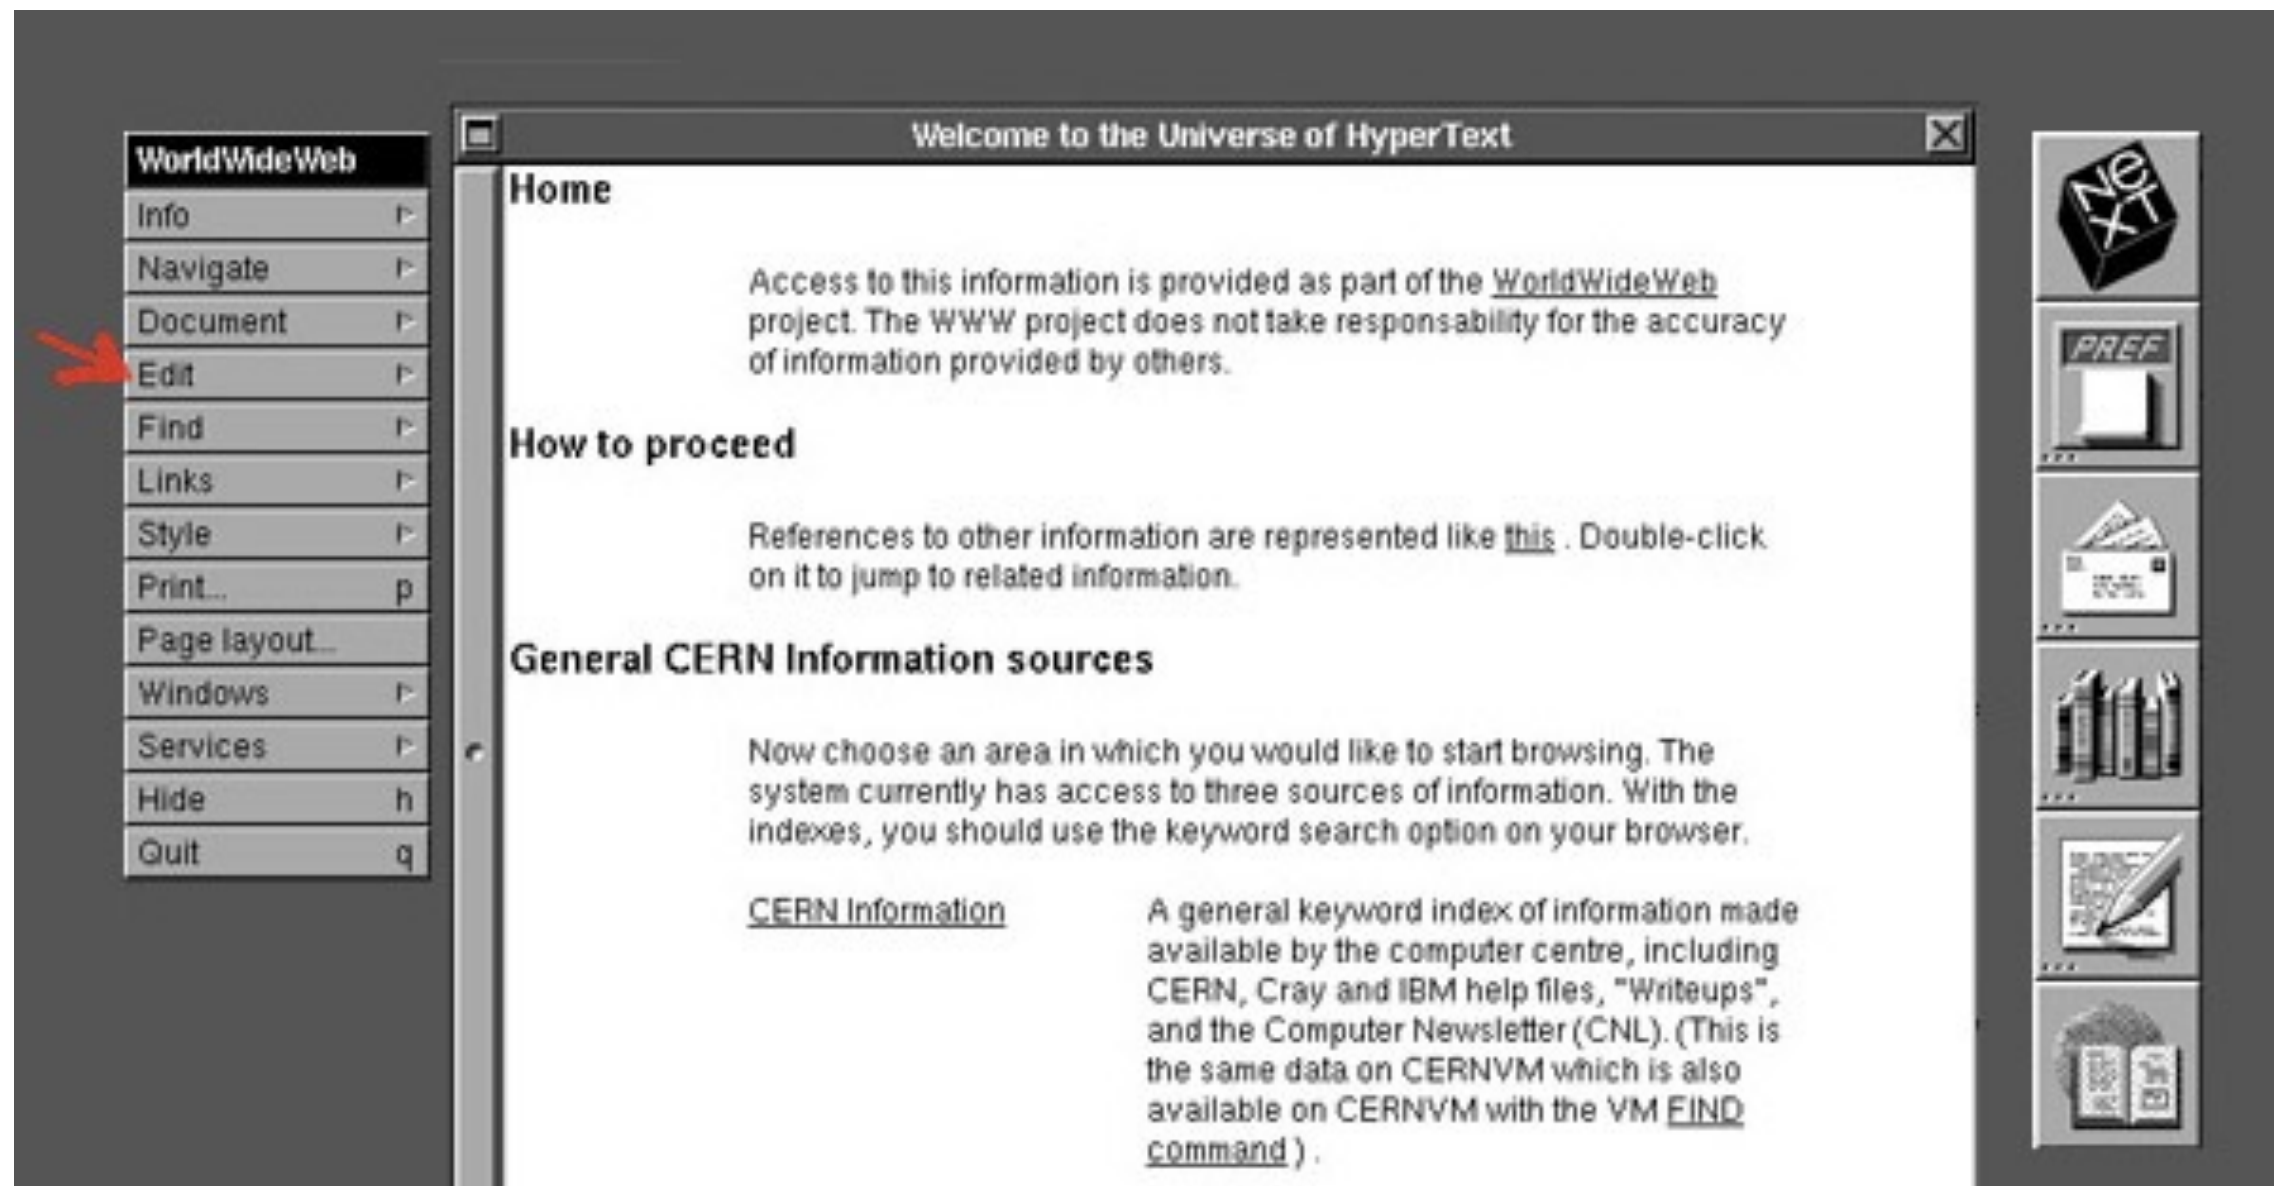 WorldWideWeb
Info
Navigate
Document
Edit
Find
Links
Style
Print... p
Page layout...
Windows
Services
Hide h
Quit q
Welcome to the Universe of HyperText
Home
Access to this information is provided as part of the WorldWideWeb
project. The WWW project does not take responsability for the accuracy
of information provided by others.
How to proceed
References to other information are represented like this . Double-click
on it to jump to related information.
General CERN Information sources
Now choose an area in which you would like to start browsing. The
system currently has access to three sources of information. With the
indexes, you should use the keyword search option on your browser.
CERN Information
A general keyword index of information made
available by the computer centre, including
CERN, Cray and IBM help files, "Writeups",
and the Computer Newsletter (CNL). (This is
the same data on CERNVM which is also
available on CERNVM with the VM FIND
command ) .
NeXT
PREF